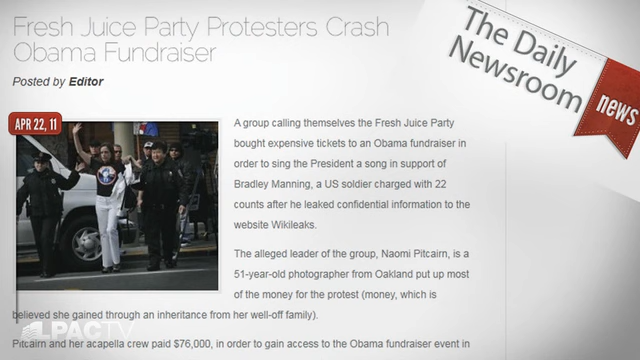 Fresh Juice Party Protesters Crash
Obama Fundraiser
Posted by Editor
The Daily
Newsroom
news
APR 22, 11
A group calling themselves the Fresh Juice Party
bought expensive tickets to an Obama fundraiser in
order to sing the President a song in support of
Bradley Manning, a US soldier charged with 22
counts after he leaked confidential information to the
website Wikileaks.
The alleged leader of the group, Naomi Pitcairn, is a
51-year-old photographer from Oakland put up most
of the money for the protest (money, which is
believed she gained through an inheritance from her well-off family).
PACTV
Pitcairn and her acapella crew paid $76,000, in order to gain access to the Obama fundraiser event in